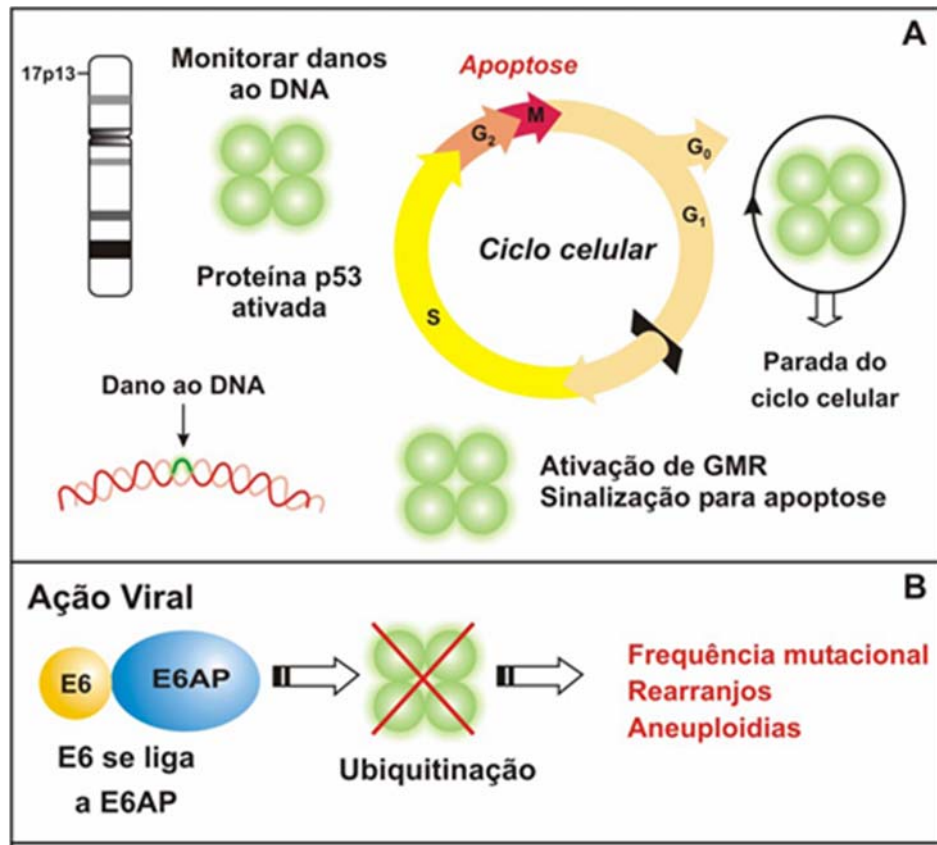 A
17p13
Monitorar danos
ao DNA
Proteína p53
ativada
Dano ao DNA
Apoptose
M
G₂
G₀
G₁
S
Ciclo celular
Parada do
ciclo celular
Ativação de GMR
Sinalização para apoptose
B
Ação Viral
E6
E6AP
E6 se liga
a E6AP
Ubiquitinação
Frequência mutacional
Rearranjos
Aneuploidias